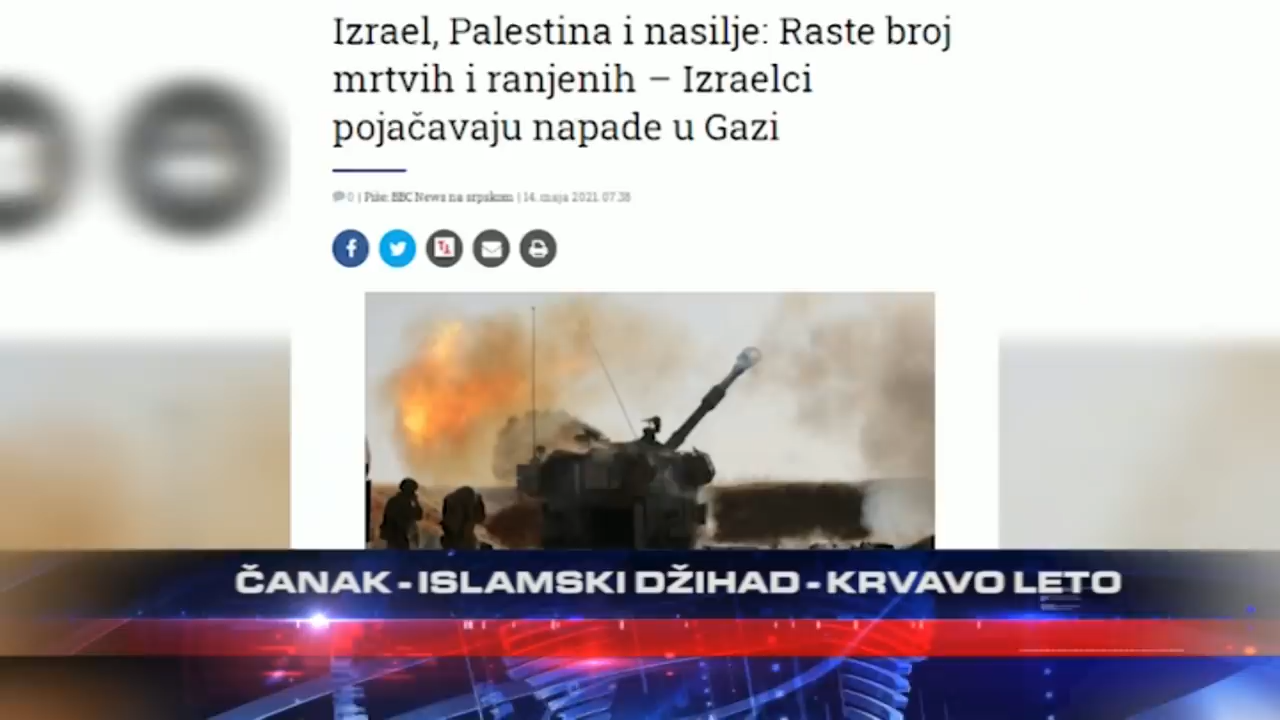 Izrael, Palestina i nasilje: Raste broj
mrtvih i ranjenih – Izraelci
pojačavaju napade u Gazi
0 | Piše: BBC News na srpskom | 14. maja 2021. 07:38
ČANAK - ISLAMSKI DŽIHAD - KRVAVO LETO